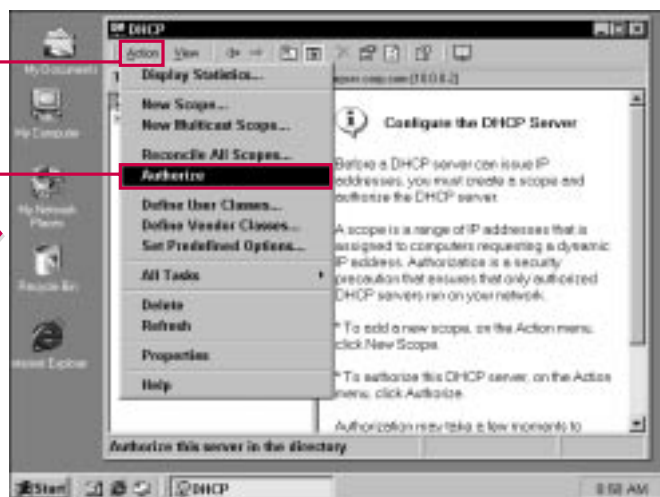 DHCP
Action View
My Documents
My Computer
My Network Places
Recycle Bin
Internet Explorer
Display Statistics...
New Scope...
New Multicast Scope...
Reconcile All Scopes...
Authorize
Define User Classes...
Define Vendor Classes...
Set Predefined Options...
All Tasks
Delete
Refresh
Properties
Help
corp.com [10.0.0.2]
Configure the DHCP Server
Before a DHCP server can issue IP
addresses, you must create a scope and
authorize the DHCP server.
A scope is a range of IP addresses that is
assigned to computers requesting a dynamic
IP address. Authorization is a security
precaution that ensures that only authorized
DHCP servers run on your network.
* To add a new scope, on the Action menu,
click New Scope.
* To authorize this DHCP server, on the Action
menu, click Authorize.
Authorization may take a few moments to
Authorize this server in the directory
Start
DHCP
8:58 AM